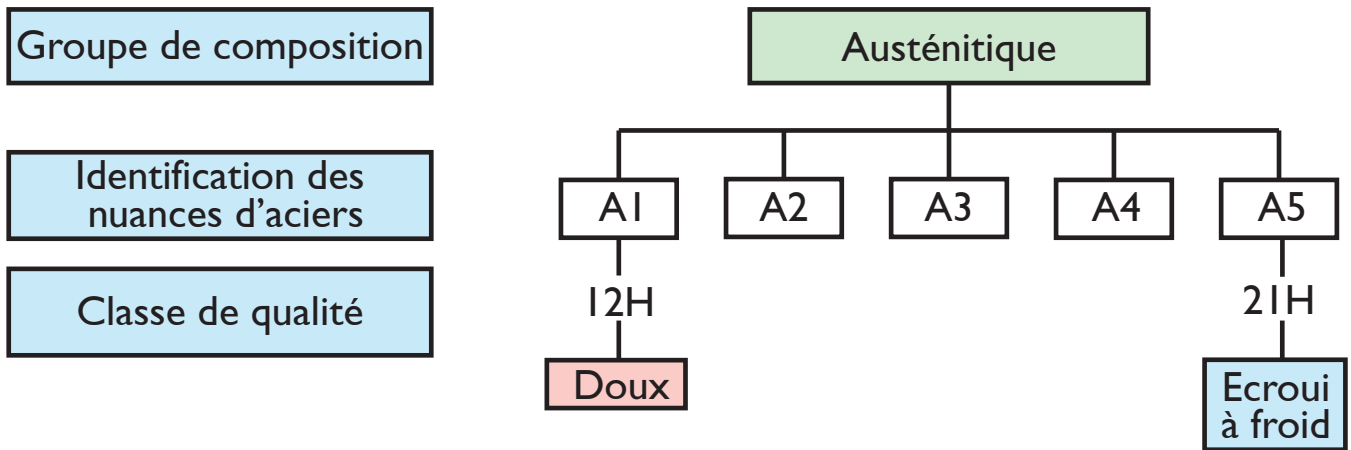 Groupe de composition
Austénitique
Identification des
nuances d’aciers
A1
A2
A3
A4
A5
Classe de qualité
12H
21H
Doux
Ecroui
à froid